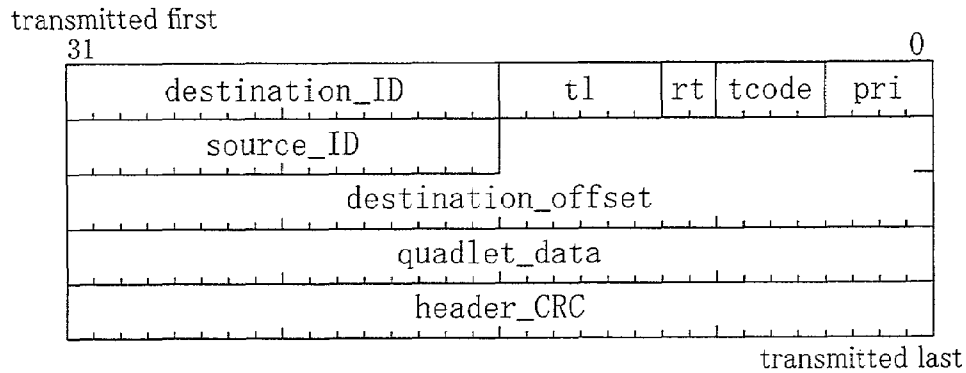 transmitted first
31 0
destination_ID tl rt tcode pri
source_ID
destination_offset
quadlet_data
header_CRC
transmitted last